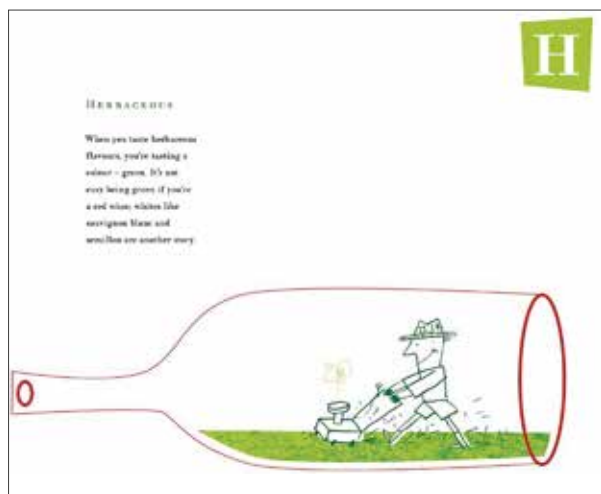 H
HERBACEOUS
When you taste herbaceous
flavours, you're tasting a
colour – green. It's not
easy being green if you're
a red wine; whites like
sauvignon blanc and
semillon are another story.